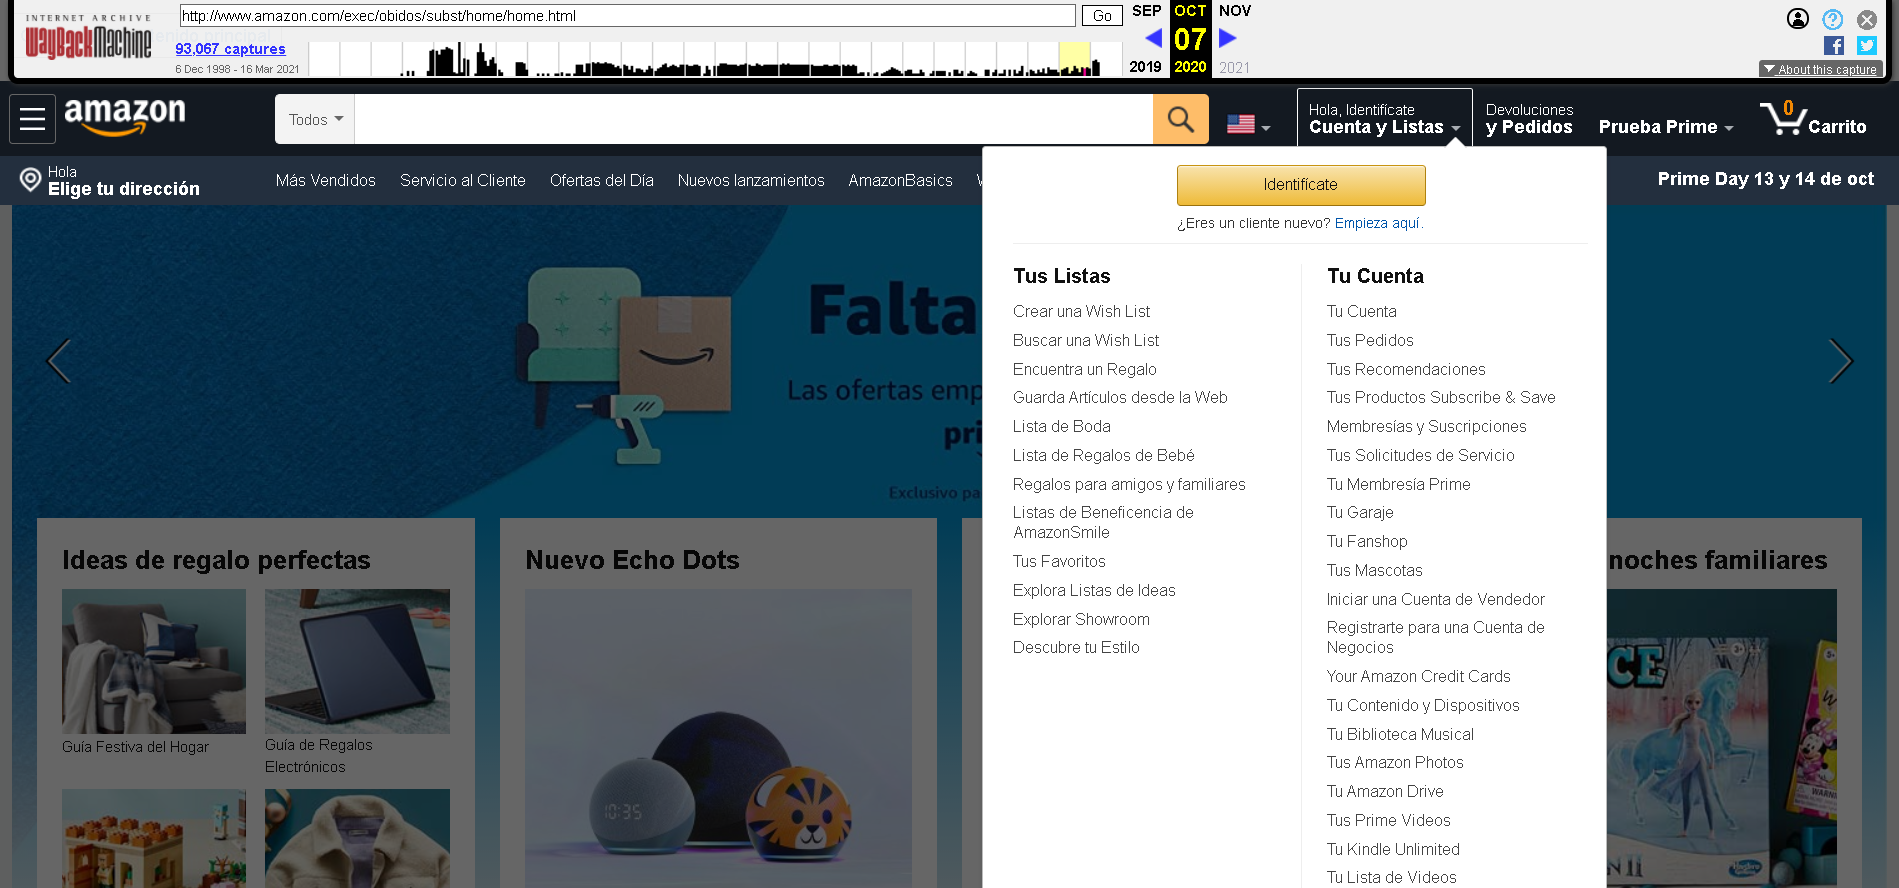 INTERNET ARCHIVE
WayBackMachine
http://www.amazon.com/exec/obidos/subst/home/home.html
Go
93,067 captures
6 Dec 1998 - 16 Mar 2021
SEP OCT NOV
07
2019 2020 2021
About this capture
amazon
Todos
Hola, Identifícate
Cuenta y Listas
Devoluciones
y Pedidos
Prueba Prime
0
Carrito
Hola
Elige tu dirección
Más Vendidos
Servicio al Cliente
Ofertas del Día
Nuevos lanzamientos
AmazonBasics
Prime Day 13 y 14 de oct
Identifícate
¿Eres un cliente nuevo? Empieza aquí.
Tus Listas
Crear una Wish List
Buscar una Wish List
Encuentra un Regalo
Guarda Artículos desde la Web
Lista de Boda
Lista de Regalos de Bebé
Regalos para amigos y familiares
Listas de Beneficencia de
AmazonSmile
Tus Favoritos
Explora Listas de Ideas
Explorar Showroom
Descubre tu Estilo
Tu Cuenta
Tu Cuenta
Tus Pedidos
Tus Recomendaciones
Tus Productos Subscribe & Save
Membresías y Suscripciones
Tus Solicitudes de Servicio
Tu Membresía Prime
Tu Garaje
Tu Fanshop
Tus Mascotas
Iniciar una Cuenta de Vendedor
Registrarte para una Cuenta de
Negocios
Your Amazon Credit Cards
Tu Contenido y Dispositivos
Tu Biblioteca Musical
Tus Amazon Photos
Tu Amazon Drive
Tus Prime Videos
Tu Kindle Unlimited
Tu Lista de Videos
Falta
Las ofertas emp
pri
Exclusivo pa
Ideas de regalo perfectas
Guía Festiva del Hogar
Guía de Regalos
Electrónicos
Nuevo Echo Dots
10:35
noches familiares
CE
3+
WARN
Hasbro